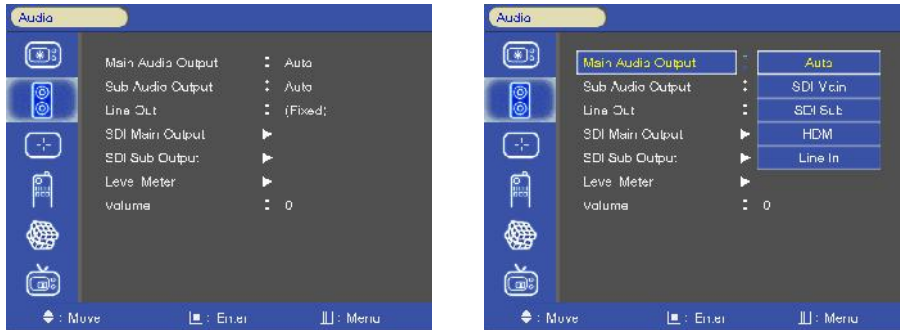 Audio
Main Audio Output : Auto
Sub Audio Output : Auto
Line Out : (Fixed)
SDI Main Output ▶
SDI Sub Output ▶
Level Meter ▶
Volume : 0
: Move : Enter : Menu
Audio
Main Audio Output : Auto
Sub Audio Output : SDI Main
Line Out : SDI Sub
SDI Main Output ▶ HDM
SDI Sub Output ▶ Line In
Level Meter ▶
Volume : 0
: Move : Enter : Menu